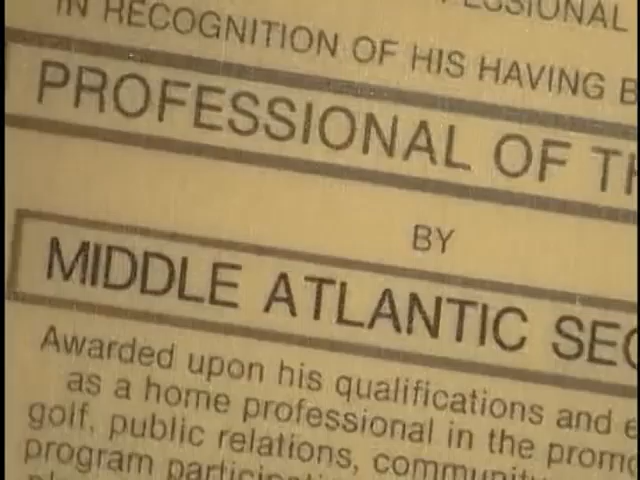 IN RECOGNITION OF HIS HAVING
PROFESSIONAL OF
BY
MIDDLE ATLANTIC
Awarded upon his qualifications and
as a home professional in the
golf, public relations,
program